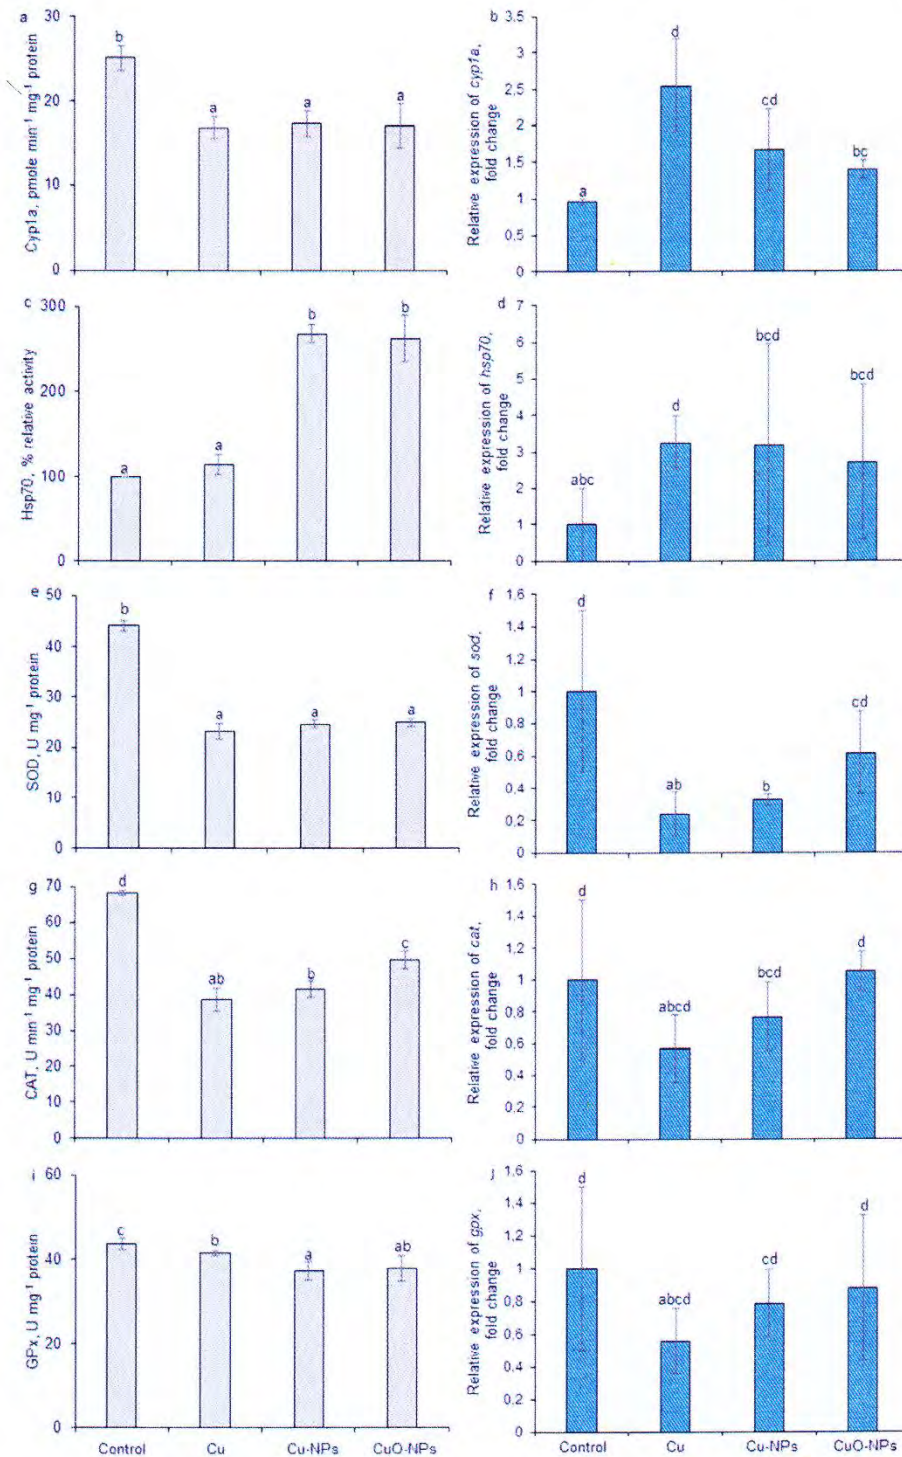 a
Cyp1a, pmole min⁻¹ mg⁻¹ protein
30
20
10
0
b
a
a
a
b
Relative expression of cyp1a,
fold change
3.5
3
2.5
2
1.5
1
0.5
0
a
d
cd
bc
c
Hsp70, % relative activity
300
200
100
0
a
a
b
b
d
Relative expression of hsp70,
fold change
7
6
5
4
3
2
1
0
abc
d
bcd
bcd
e
SOD, U mg⁻¹ protein
50
40
30
20
10
0
b
a
a
a
f
Relative expression of sod,
fold change
1,6
1,4
1,2
1
0,8
0,6
0,4
0,2
0
d
ab
b
cd
g
CAT, U min⁻¹ mg⁻¹ protein
70
60
50
40
30
20
10
0
d
ab
b
c
h
Relative expression of cat,
fold change
1,6
1,4
1,2
1
0,8
0,6
0,4
0,2
0
d
abcd
bcd
d
i
GPx, U mg⁻¹ protein
60
40
20
0
c
b
a
ab
Control Cu Cu-NPs CuO-NPs
j
Relative expression of gpx,
fold change
1,6
1,4
1,2
1
0,8
0,6
0,4
0,2
0
d
abcd
cd
d
Control Cu Cu-NPs CuO-NPs